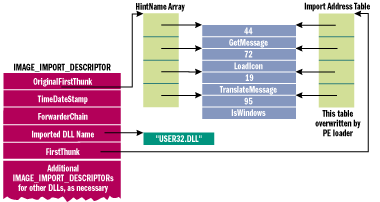 HintName Array
Import Address Table
44
GetMessage
72
LoadIcon
19
TranslateMessage
95
IsWindows
IMAGE_IMPORT_DESCRIPTOR
OriginalFirstThunk
TimeDateStamp
ForwarderChain
Imported DLL Name
FirstThunk
Additional
IMAGE_IMPORT_DESCRIPTORs
for other DLLs, as necessary
"USER32.DLL"
This table
overwritten by
PE loader